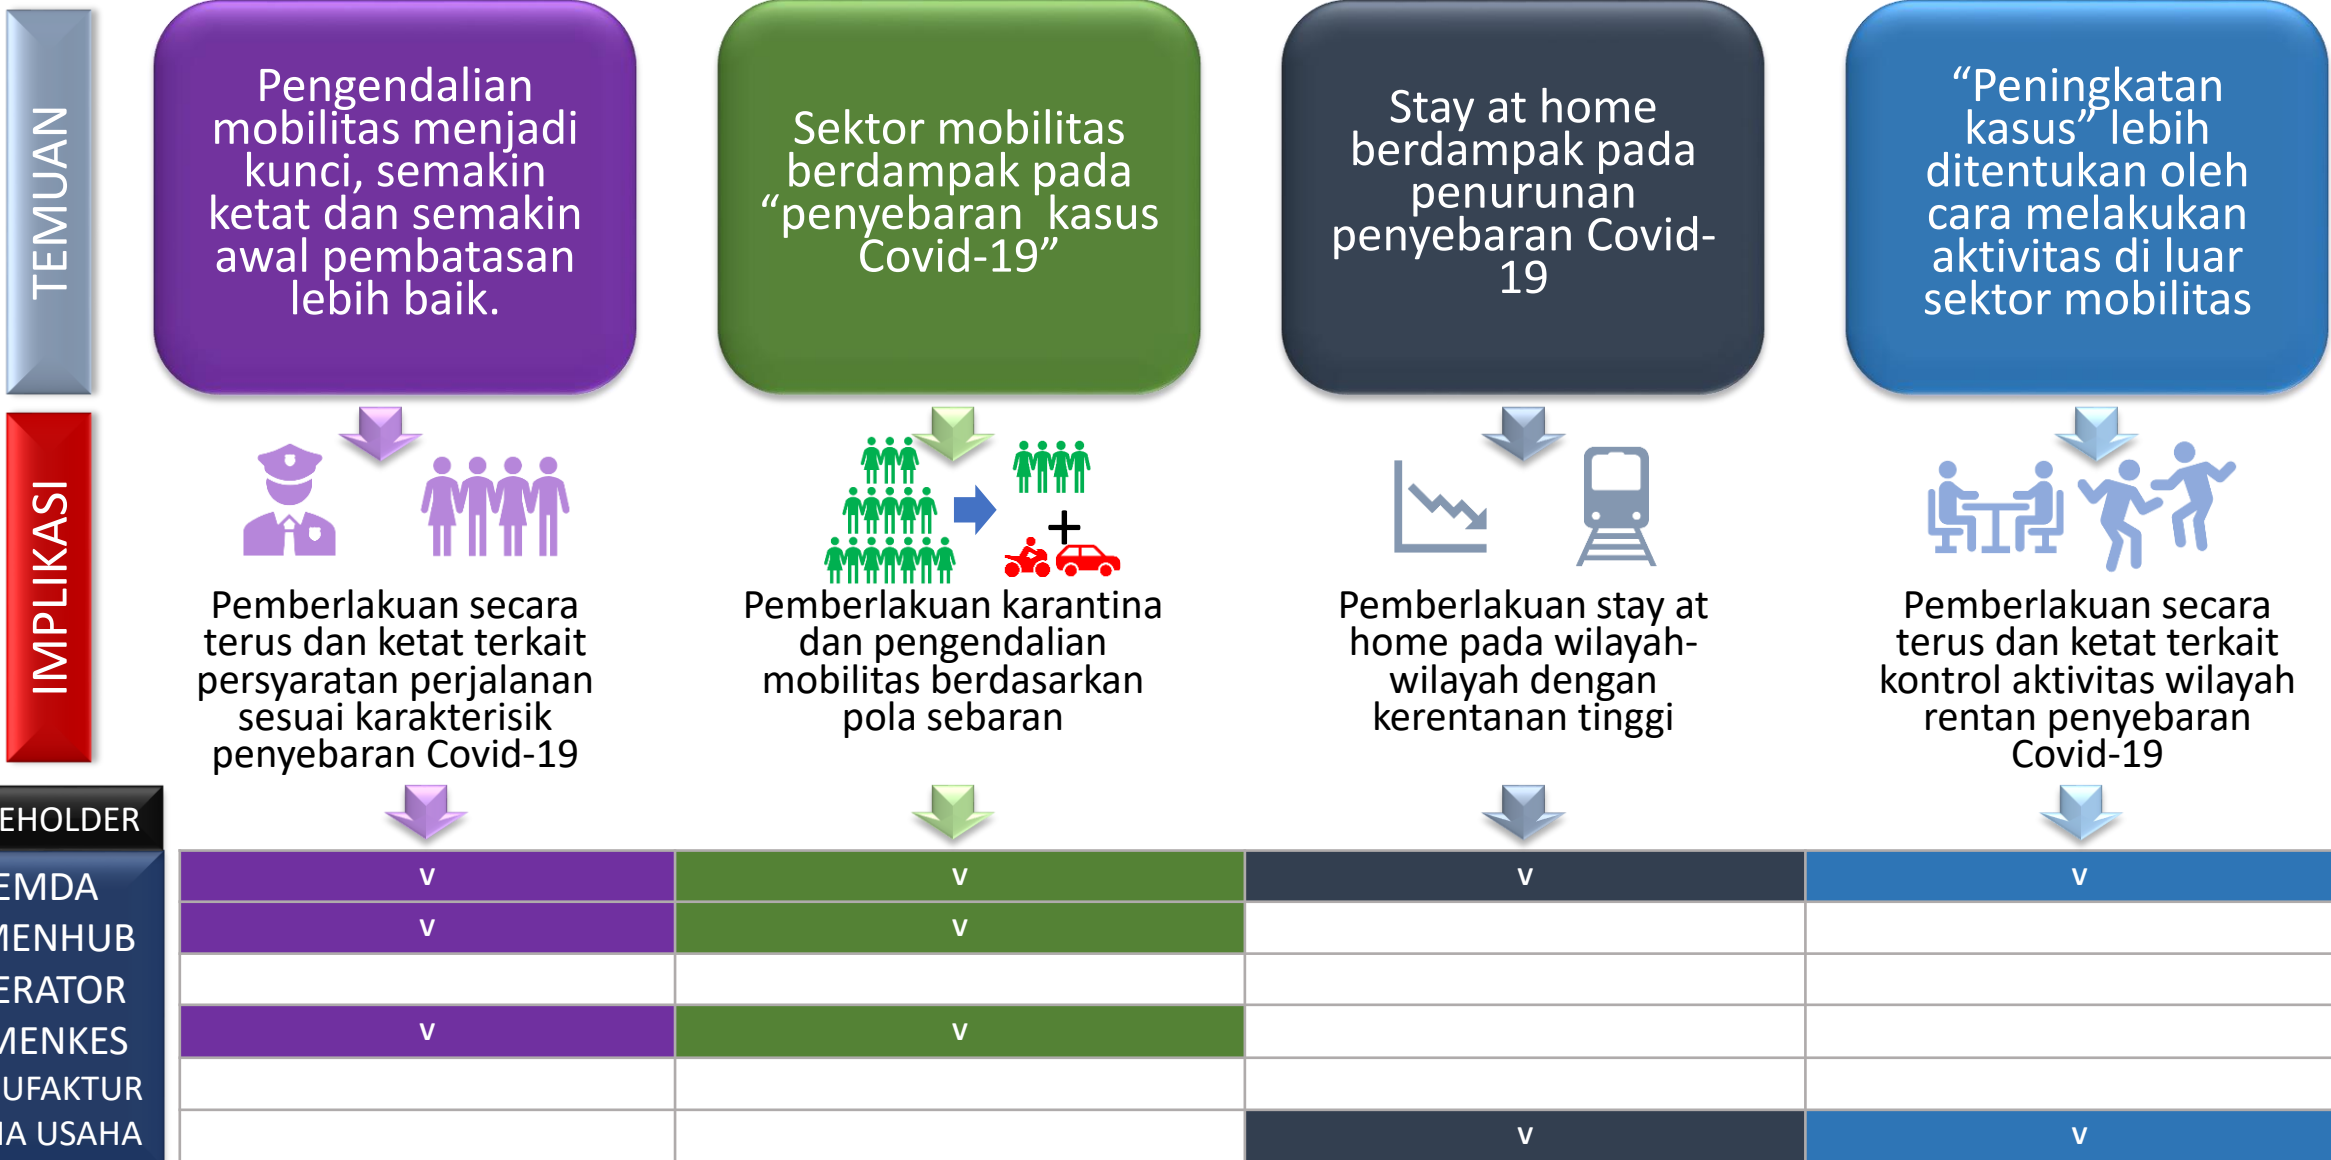 TEMUAN
Pengendalian
mobilitas menjadi
kunci, semakin
ketat dan semakin
awal pembatasan
lebih baik.
Sektor mobilitas
berdampak pada
“penyebaran kasus
Covid-19”
Stay at home
berdampak pada
penurunan
penyebaran Covid-
19
“Peningkatan
kasus” lebih
ditentukan oleh
cara melakukan
aktivitas di luar
sektor mobilitas
IMPLIKASI
Pemberlakuan secara
terus dan ketat terkait
persyaratan perjalanan
sesuai karakterisik
penyebaran Covid-19
Pemberlakuan karantina
dan pengendalian
mobilitas berdasarkan
pola sebaran
Pemberlakuan stay at
home pada wilayah-
wilayah dengan
kerentanan tinggi
Pemberlakuan secara
terus dan ketat terkait
kontrol aktivitas wilayah
rentan penyebaran
Covid-19
EHOLDER
EMDA v v v v
MENHUB v v
ERATOR
MENKES v v
UFAKTUR
HA USAHA v v